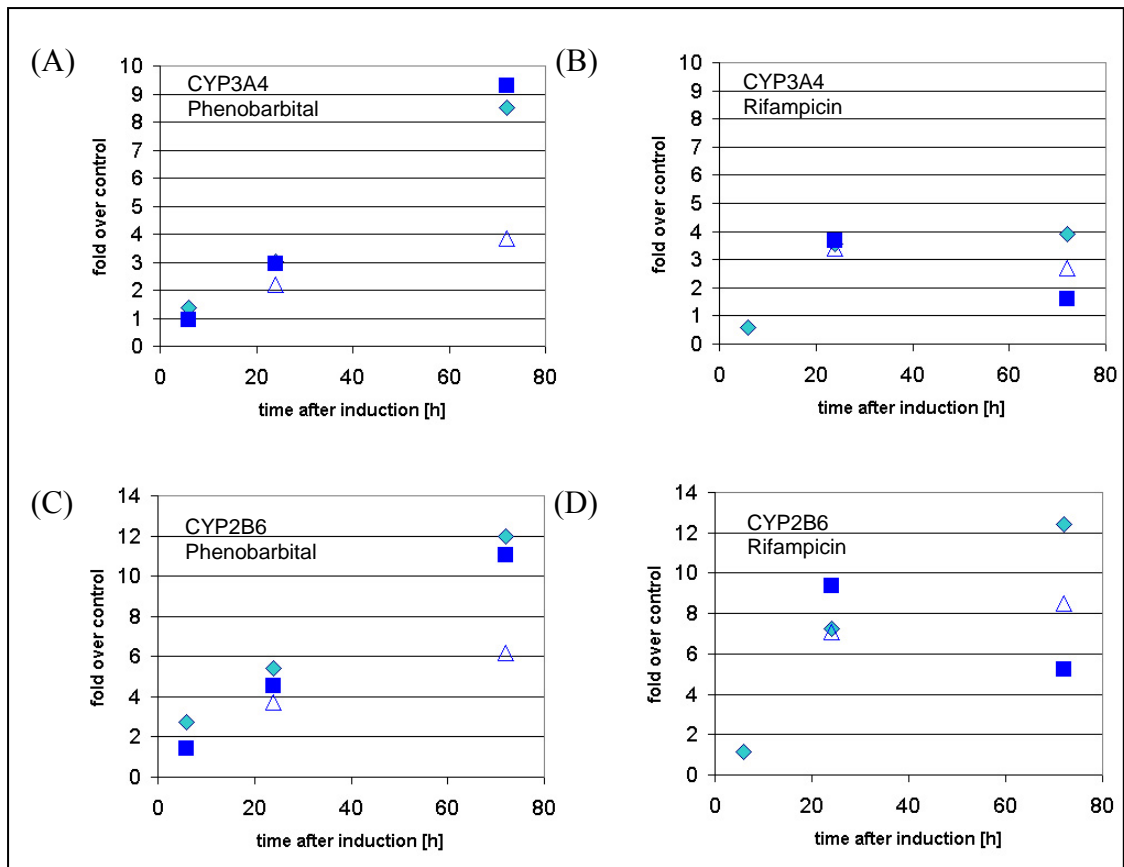 (A)
CYP3A4
Phenobarbital
fold over control
10
9
8
7
6
5
4
3
2
1
0
0 20 40 60 80
time after induction [h]
(B)
CYP3A4
Rifampicin
fold over control
10
9
8
7
6
5
4
3
2
1
0
0 20 40 60 80
time after induction [h]
(C)
CYP2B6
Phenobarbital
fold over control
14
12
10
8
6
4
2
0
0 20 40 60 80
time after induction [h]
(D)
CYP2B6
Rifampicin
fold over control
14
12
10
8
6
4
2
0
0 20 40 60 80
time after induction [h]